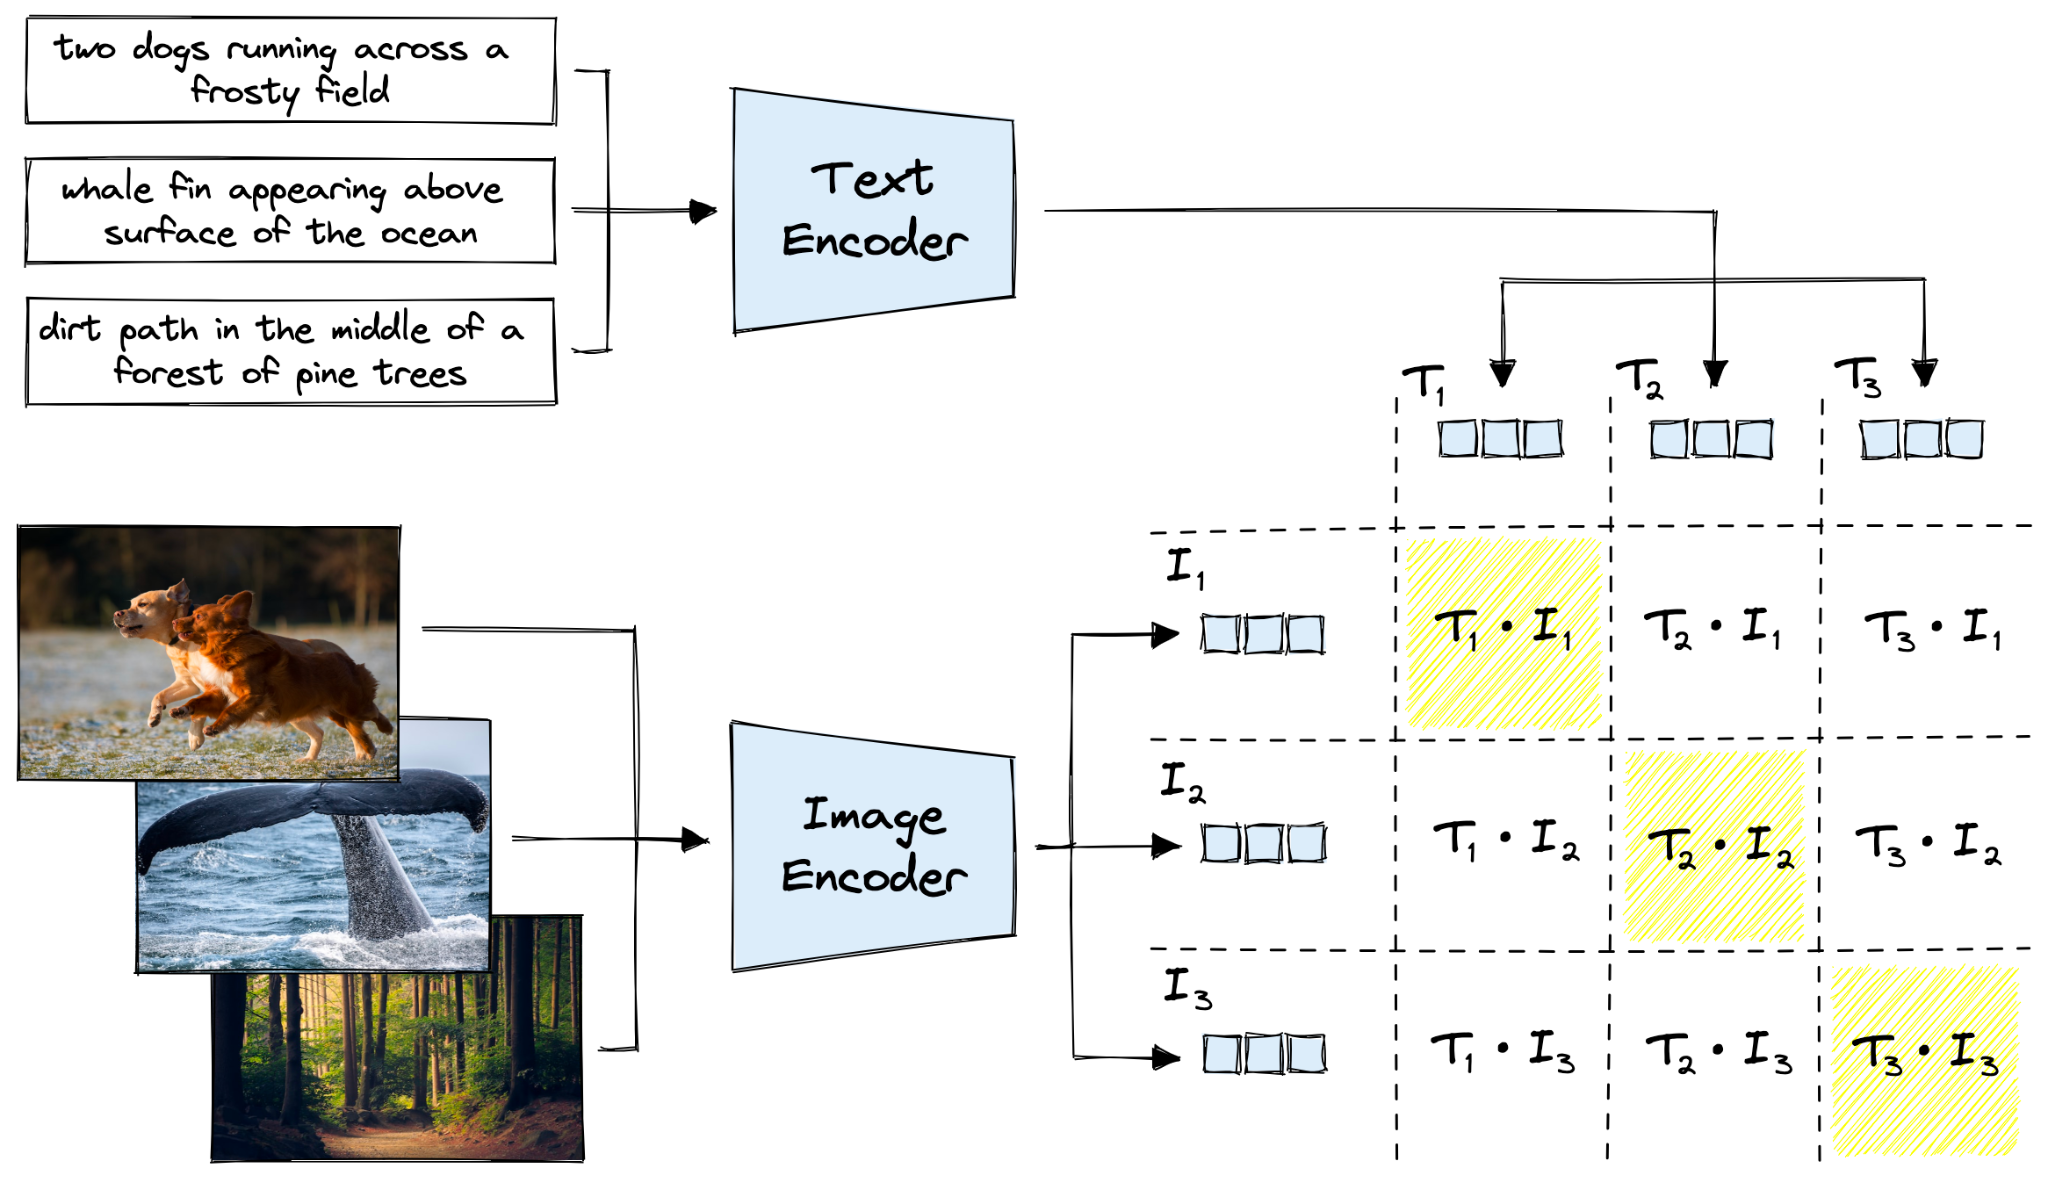 two dogs running across a
frosty field
whale fin appearing above
surface of the ocean
dirt path in the middle of a
forest of pine trees
Text
Encoder
T₁ T₂ T₃
Image
Encoder
I₁
T₁ · I₁ T₂ · I₁ T₃ · I₁
I₂
T₁ · I₂ T₂ · I₂ T₃ · I₂
I₃
T₁ · I₃ T₂ · I₃ T₃ · I₃